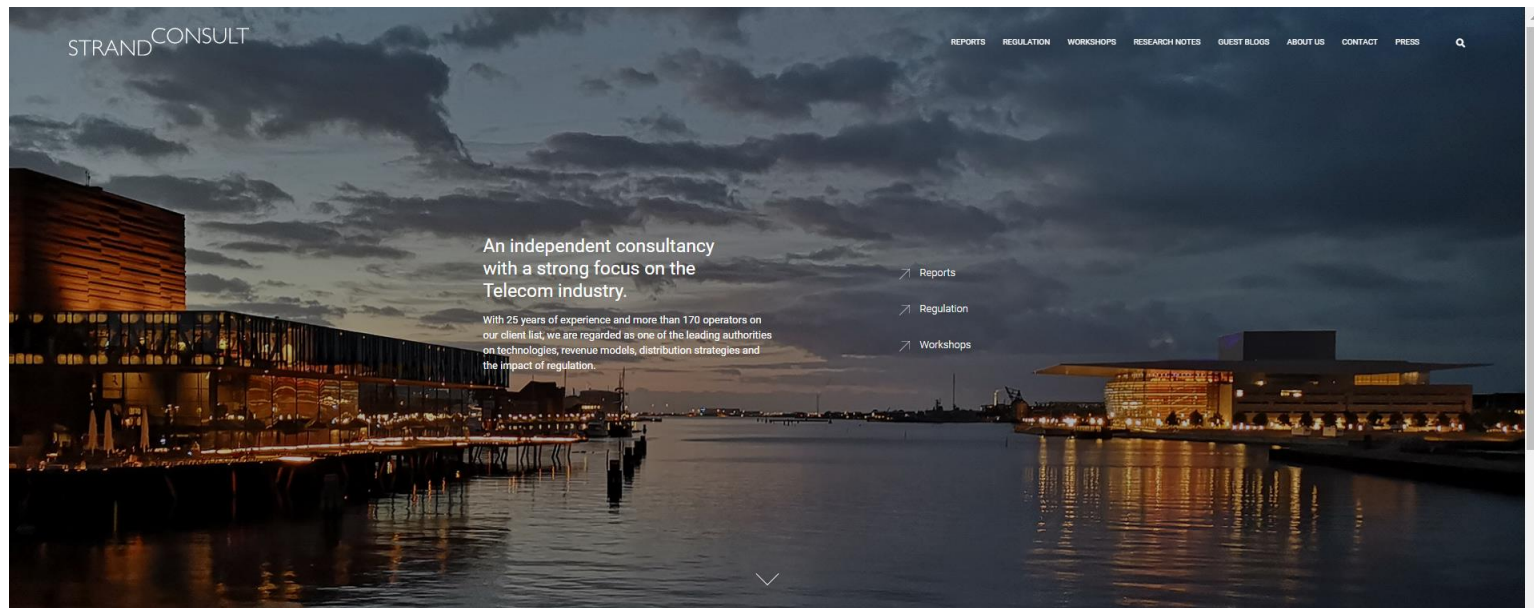 STRANDCONSULT
REPORTS REGULATION WORKSHOPS RESEARCH NOTES GUEST BLOGS ABOUT US CONTACT PRESS
An independent consultancy
with a strong focus on the
Telecom industry.
With 25 years of experience and more than 170 operators on
our client list, we are regarded as one of the leading authorities
on technologies, revenue models, distribution strategies and
the impact of regulation.
Reports
Regulation
Workshops